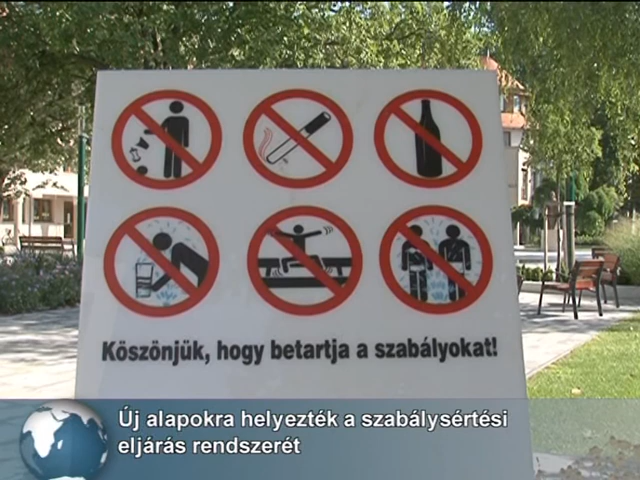 Köszönjük, hogy betartja a szabályokat!
Új alapokra helyezték a szabálysértési
eljárás rendszerét